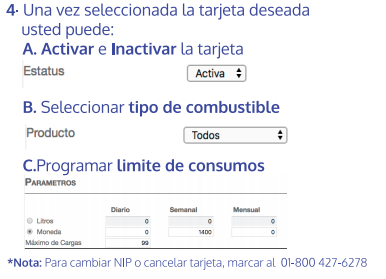 4· Una vez seleccionada la tarjeta deseada
usted puede:
A. Activar e Inactivar la tarjeta
Estatus Activa
B. Seleccionar tipo de combustible
Producto Todos
C.Programar limite de consumos
PARAMETROS
Diario Semanal Mensual
Litros 0 0 0
Moneda 0 1400 0
Máximo de Cargas 99
*Nota: Para cambiar NIP o cancelar tarjeta, marcar al 01-800 427-6278